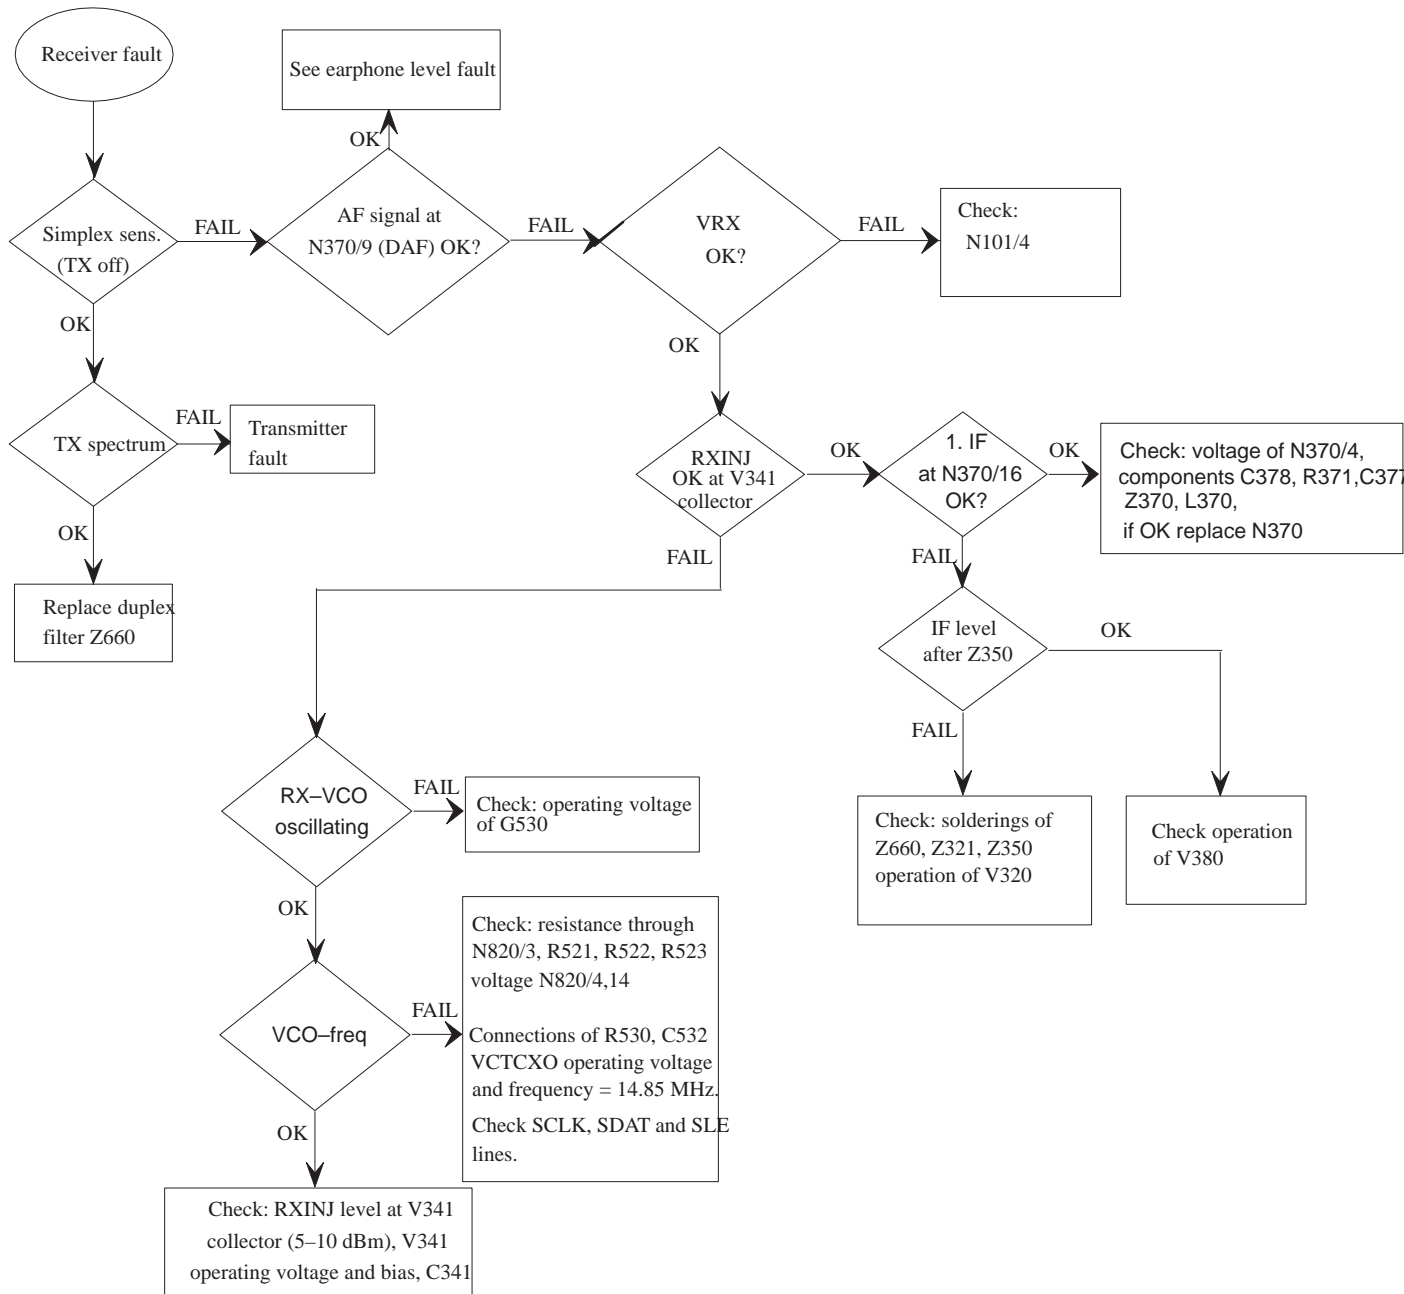 Receiver fault
See earphone level fault
OK
Simplex sens.
(TX off)
FAIL
AF signal at
N370/9 (DAF) OK?
FAIL
VRX
OK?
FAIL
Check:
N101/4
OK
OK
TX spectrum
FAIL
Transmitter
fault
OK
Replace duplex
filter Z660
RXINJ
OK at V341
collector
OK
1. IF
at N370/16
OK?
OK
Check: voltage of N370/4,
components C378, R371,C377
Z370, L370,
if OK replace N370
FAIL
FAIL
IF level
after Z350
OK
FAIL
Check: solderings of
Z660, Z321, Z350
operation of V320
Check operation
of V380
RX–VCO
oscillating
FAIL
Check: operating voltage
of G530
OK
VCO–freq
FAIL
Check: resistance through
N820/3, R521, R522, R523
voltage N820/4,14
Connections of R530, C532
VCTCXO operating voltage
and frequency = 14.85 MHz.
Check SCLK, SDAT and SLE
lines.
OK
Check: RXINJ level at V341
collector (5–10 dBm), V341
operating voltage and bias, C341